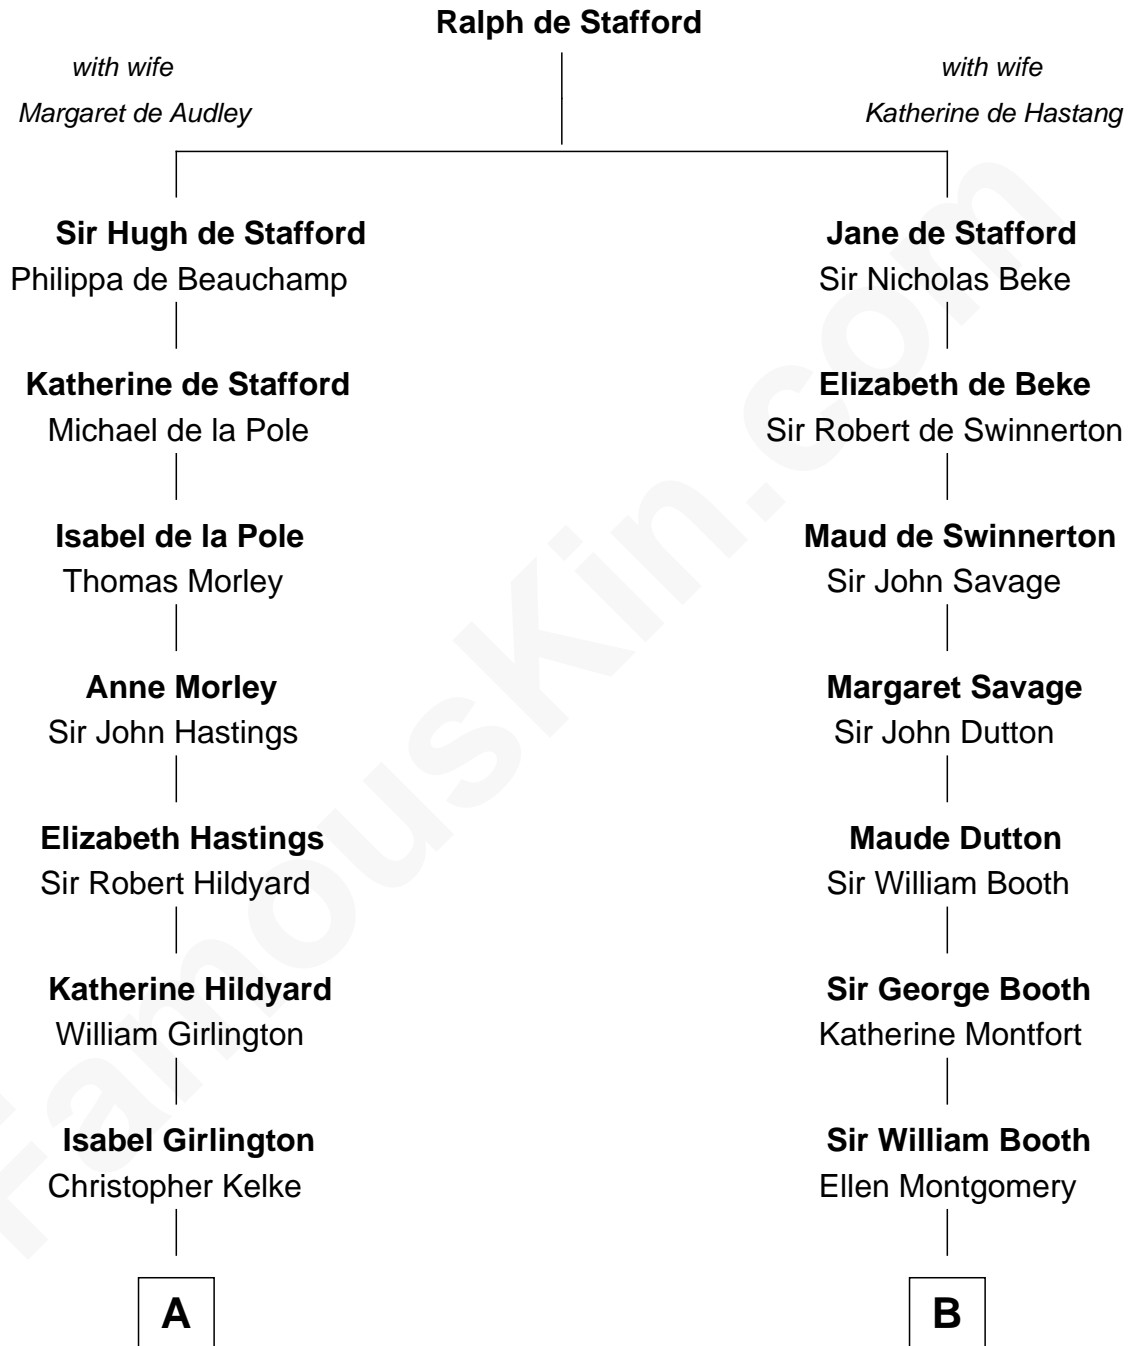 Ralph de Stafford
with wife
Margaret de Audley
with wife
Katherine de Hastang
Sir Hugh de Stafford
Philippa de Beauchamp
Jane de Stafford
Sir Nicholas Beke
Katherine de Stafford
Michael de la Pole
Elizabeth de Beke
Sir Robert de Swinnerton
Isabel de la Pole
Thomas Morley
Maud de Swinnerton
Sir John Savage
Anne Morley
Sir John Hastings
Margaret Savage
Sir John Dutton
Elizabeth Hastings
Sir Robert Hildyard
Maude Dutton
Sir William Booth
Katherine Hildyard
William Girlington
Sir George Booth
Katherine Montfort
Isabel Girlington
Christopher Kelke
Sir William Booth
Ellen Montgomery
A
B
FamousKin.com